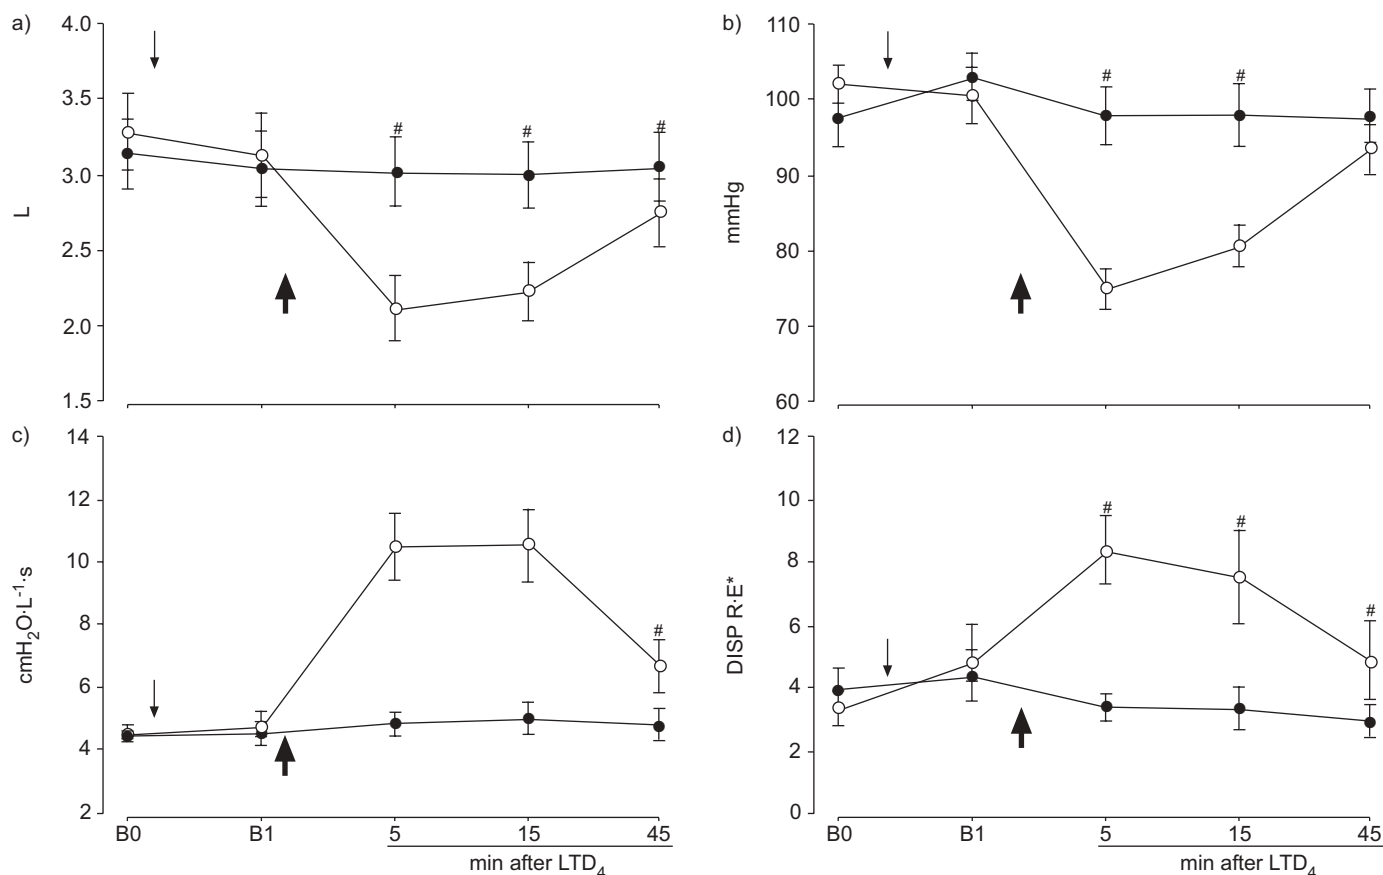 a)
4.0
3.5
3.0
2.5
2.0
1.5
L
# # #
b)
110
100
90
80
70
60
mmHg
# #
c)
14
12
10
8
6
4
2
cmH₂O·L⁻¹·s
#
B0 B1 5 15 45
min after LTD₄
d)
12
10
8
6
4
2
0
DISP R·E*
# # #
B0 B1 5 15 45
min after LTD₄